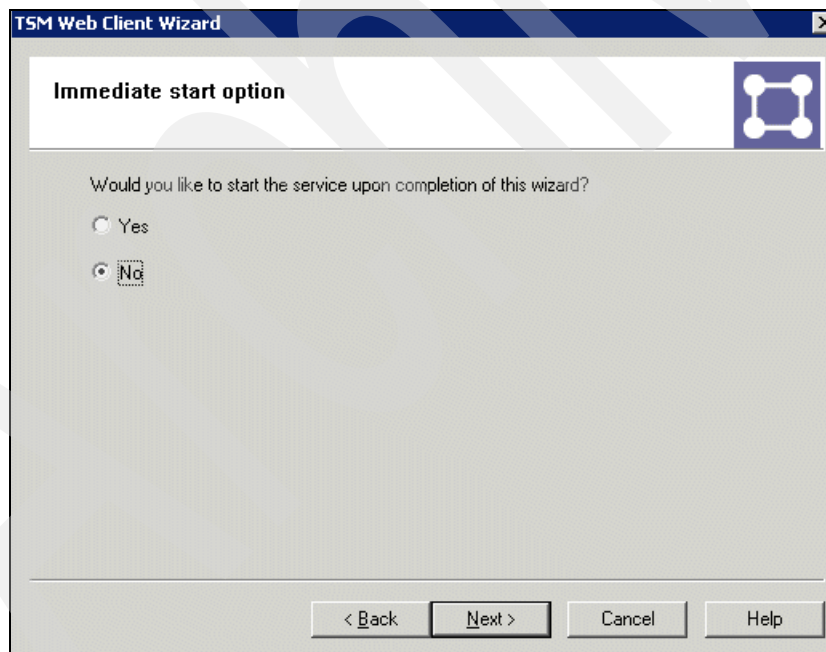 TSM Web Client Wizard
Immediate start option
Would you like to start the service upon completion of this wizard?
Yes
No
< Back Next > Cancel Help